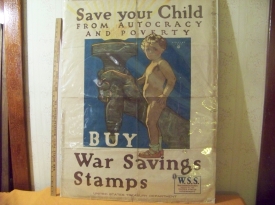 Save your Child
FROM AUTOCRACY
AND POVERTY
BUY
War Savings
Stamps
W.S.S.